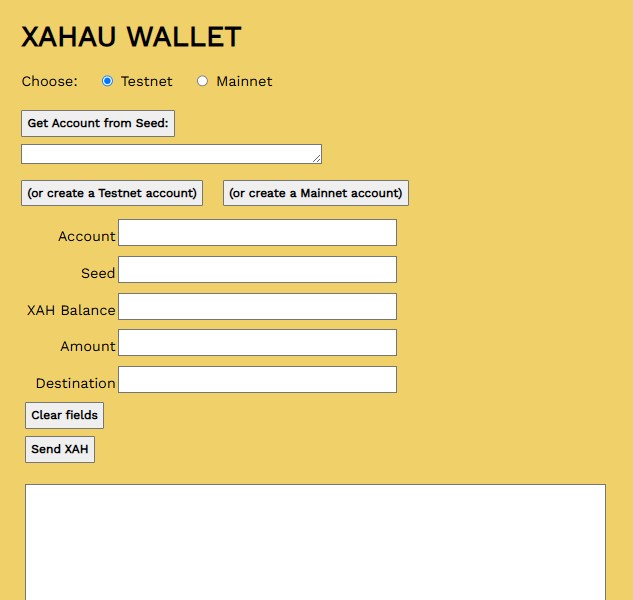 XAHAU WALLET
Choose: Testnet Mainnet
Get Account from Seed:
(or create a Testnet account) (or create a Mainnet account)
Account
Seed
XAH Balance
Amount
Destination
Clear fields
Send XAH